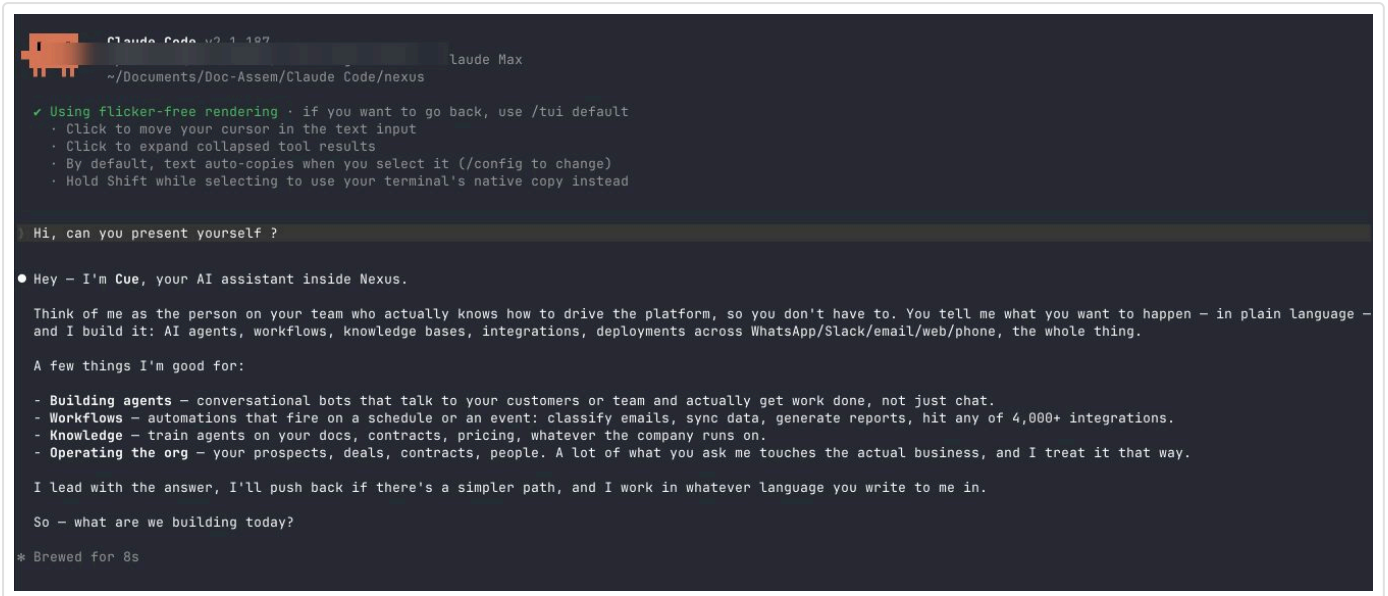 Claude Code v2.1.187
laude Max
~/Documents/Doc-Assem/Claude Code/nexus
✔ Using flicker-free rendering · if you want to go back, use /tui default
· Click to move your cursor in the text input
· Click to expand collapsed tool results
· By default, text auto-copies when you select it (/config to change)
· Hold Shift while selecting to use your terminal's native copy instead
❯ Hi, can you present yourself ?
● Hey — I'm Cue, your AI assistant inside Nexus.
Think of me as the person on your team who actually knows how to drive the platform, so you don't have to. You tell me what you want to happen — in plain language —
and I build it: AI agents, workflows, knowledge bases, integrations, deployments across WhatsApp/Slack/email/web/phone, the whole thing.
A few things I'm good for:
- Building agents — conversational bots that talk to your customers or team and actually get work done, not just chat.
- Workflows — automations that fire on a schedule or an event: classify emails, sync data, generate reports, hit any of 4,000+ integrations.
- Knowledge — train agents on your docs, contracts, pricing, whatever the company runs on.
- Operating the org — your prospects, deals, contracts, people. A lot of what you ask me touches the actual business, and I treat it that way.
I lead with the answer, I'll push back if there's a simpler path, and I work in whatever language you write to me in.
So — what are we building today?
✻ Brewed for 8s